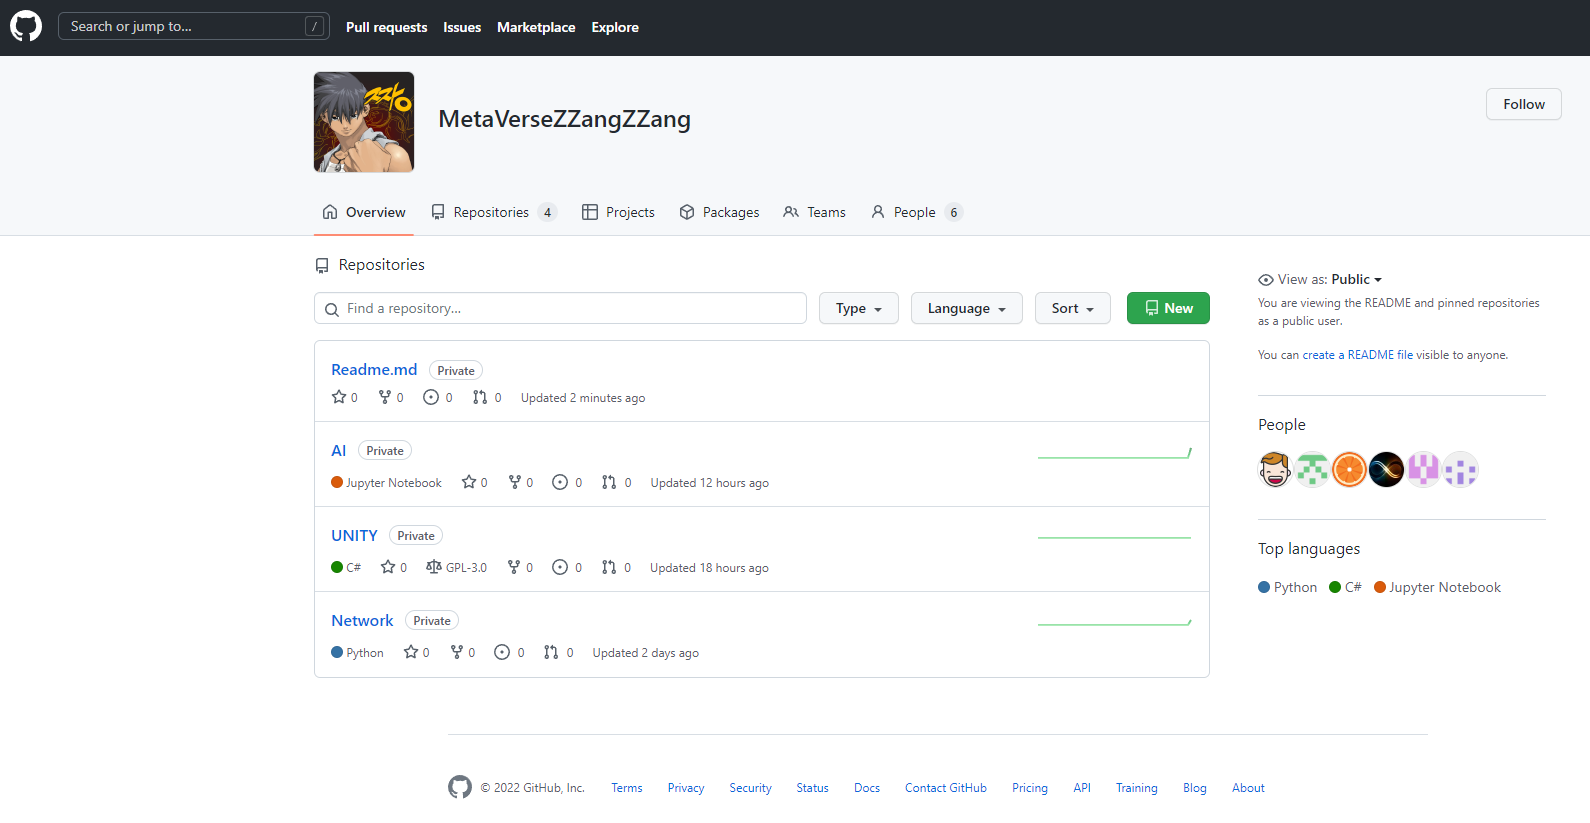 Search or jump to... / Pull requests Issues Marketplace Explore
짱
MetaVerseZZangZZang
Follow
Overview Repositories 4 Projects Packages Teams People 6
Repositories
Find a repository... Type Language Sort New
Readme.md Private
0 0 0 0 Updated 2 minutes ago
AI Private
Jupyter Notebook 0 0 0 0 Updated 12 hours ago
UNITY Private
C# 0 GPL-3.0 0 0 0 Updated 18 hours ago
Network Private
Python 0 0 0 0 Updated 2 days ago
View as: Public
You are viewing the README and pinned repositories
as a public user.
You can create a README file visible to anyone.
People
Top languages
Python C# Jupyter Notebook
© 2022 GitHub, Inc. Terms Privacy Security Status Docs Contact GitHub Pricing API Training Blog About